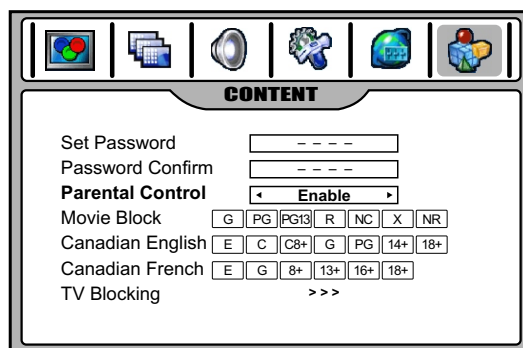 CONTENT
Set Password – – – –
Password Confirm – – – –
Parental Control Enable
Movie Block G PG PG13 R NC X NR
Canadian English E C C8+ G PG 14+ 18+
Canadian French E G 8+ 13+ 16+ 18+
TV Blocking >>>